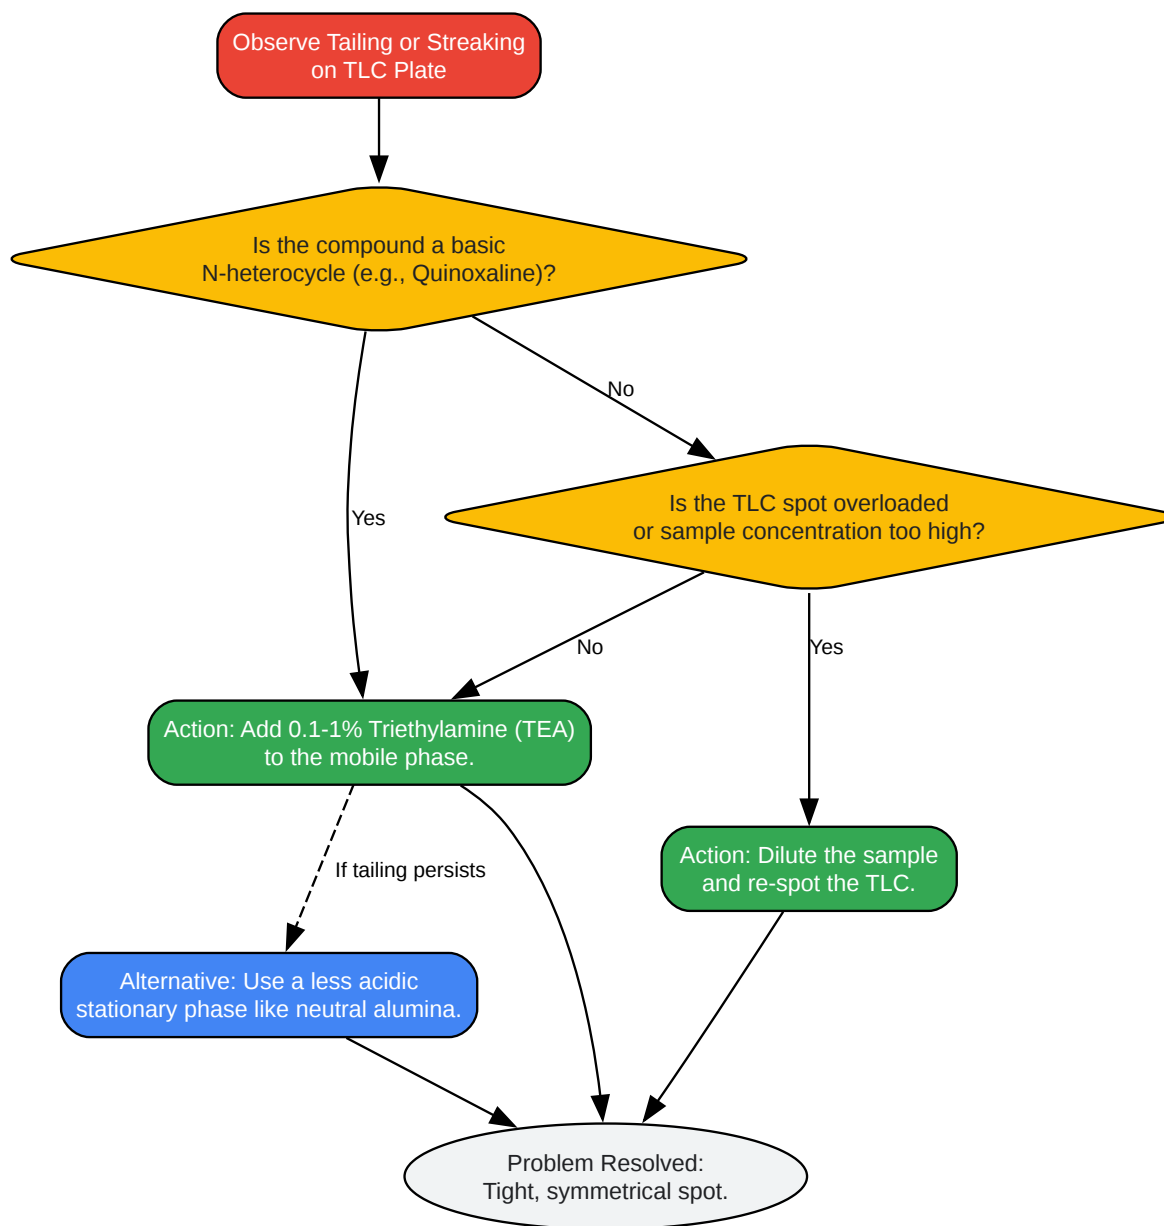 Observe Tailing or Streaking
on TLC Plate
Is the compound a basic
N-heterocycle (e.g., Quinoxaline)?
No
Is the TLC spot overloaded
or sample concentration too high?
Yes
No
Yes
Action: Add 0.1-1% Triethylamine (TEA)
to the mobile phase.
Action: Dilute the sample
and re-spot the TLC.
If tailing persists
Alternative: Use a less acidic
stationary phase like neutral alumina.
Problem Resolved:
Tight, symmetrical spot.